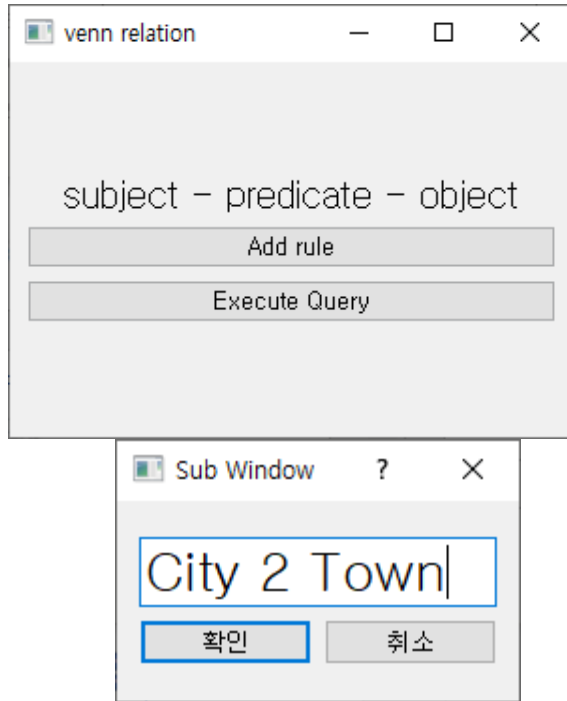 venn relation
subject - predicate - object
Add rule
Execute Query
Sub Window ?
City 2 Town
확인 취소